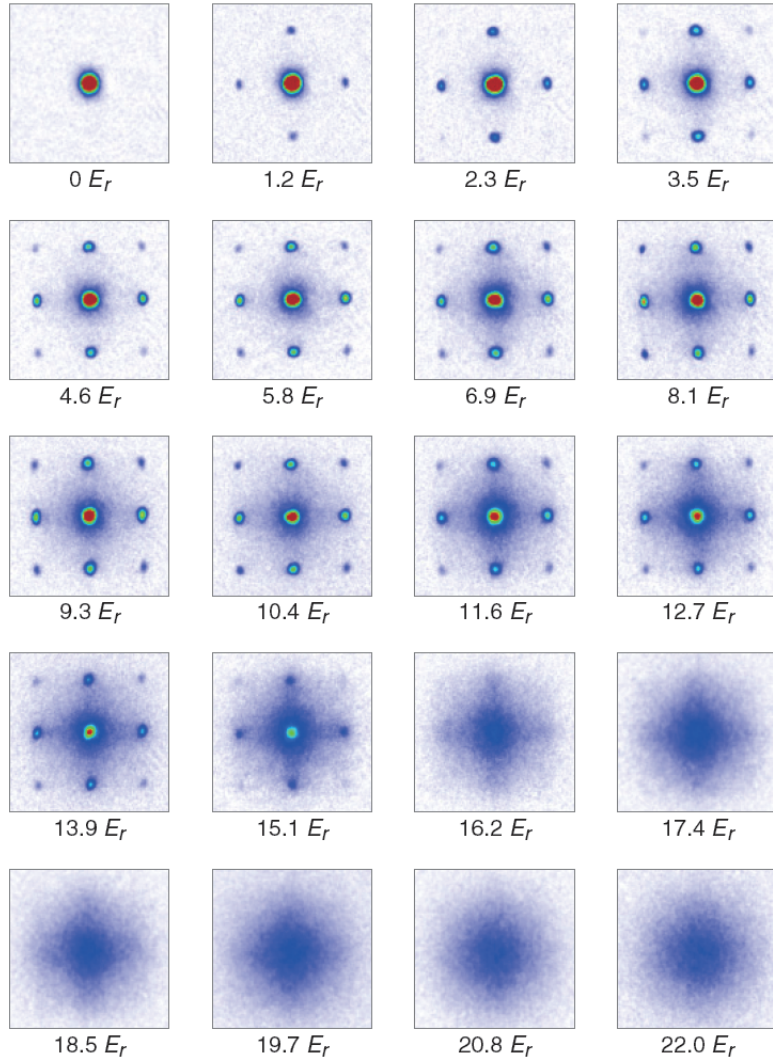 0 E_r 1.2 E_r 2.3 E_r 3.5 E_r
4.6 E_r 5.8 E_r 6.9 E_r 8.1 E_r
9.3 E_r 10.4 E_r 11.6 E_r 12.7 E_r
13.9 E_r 15.1 E_r 16.2 E_r 17.4 E_r
18.5 E_r 19.7 E_r 20.8 E_r 22.0 E_r